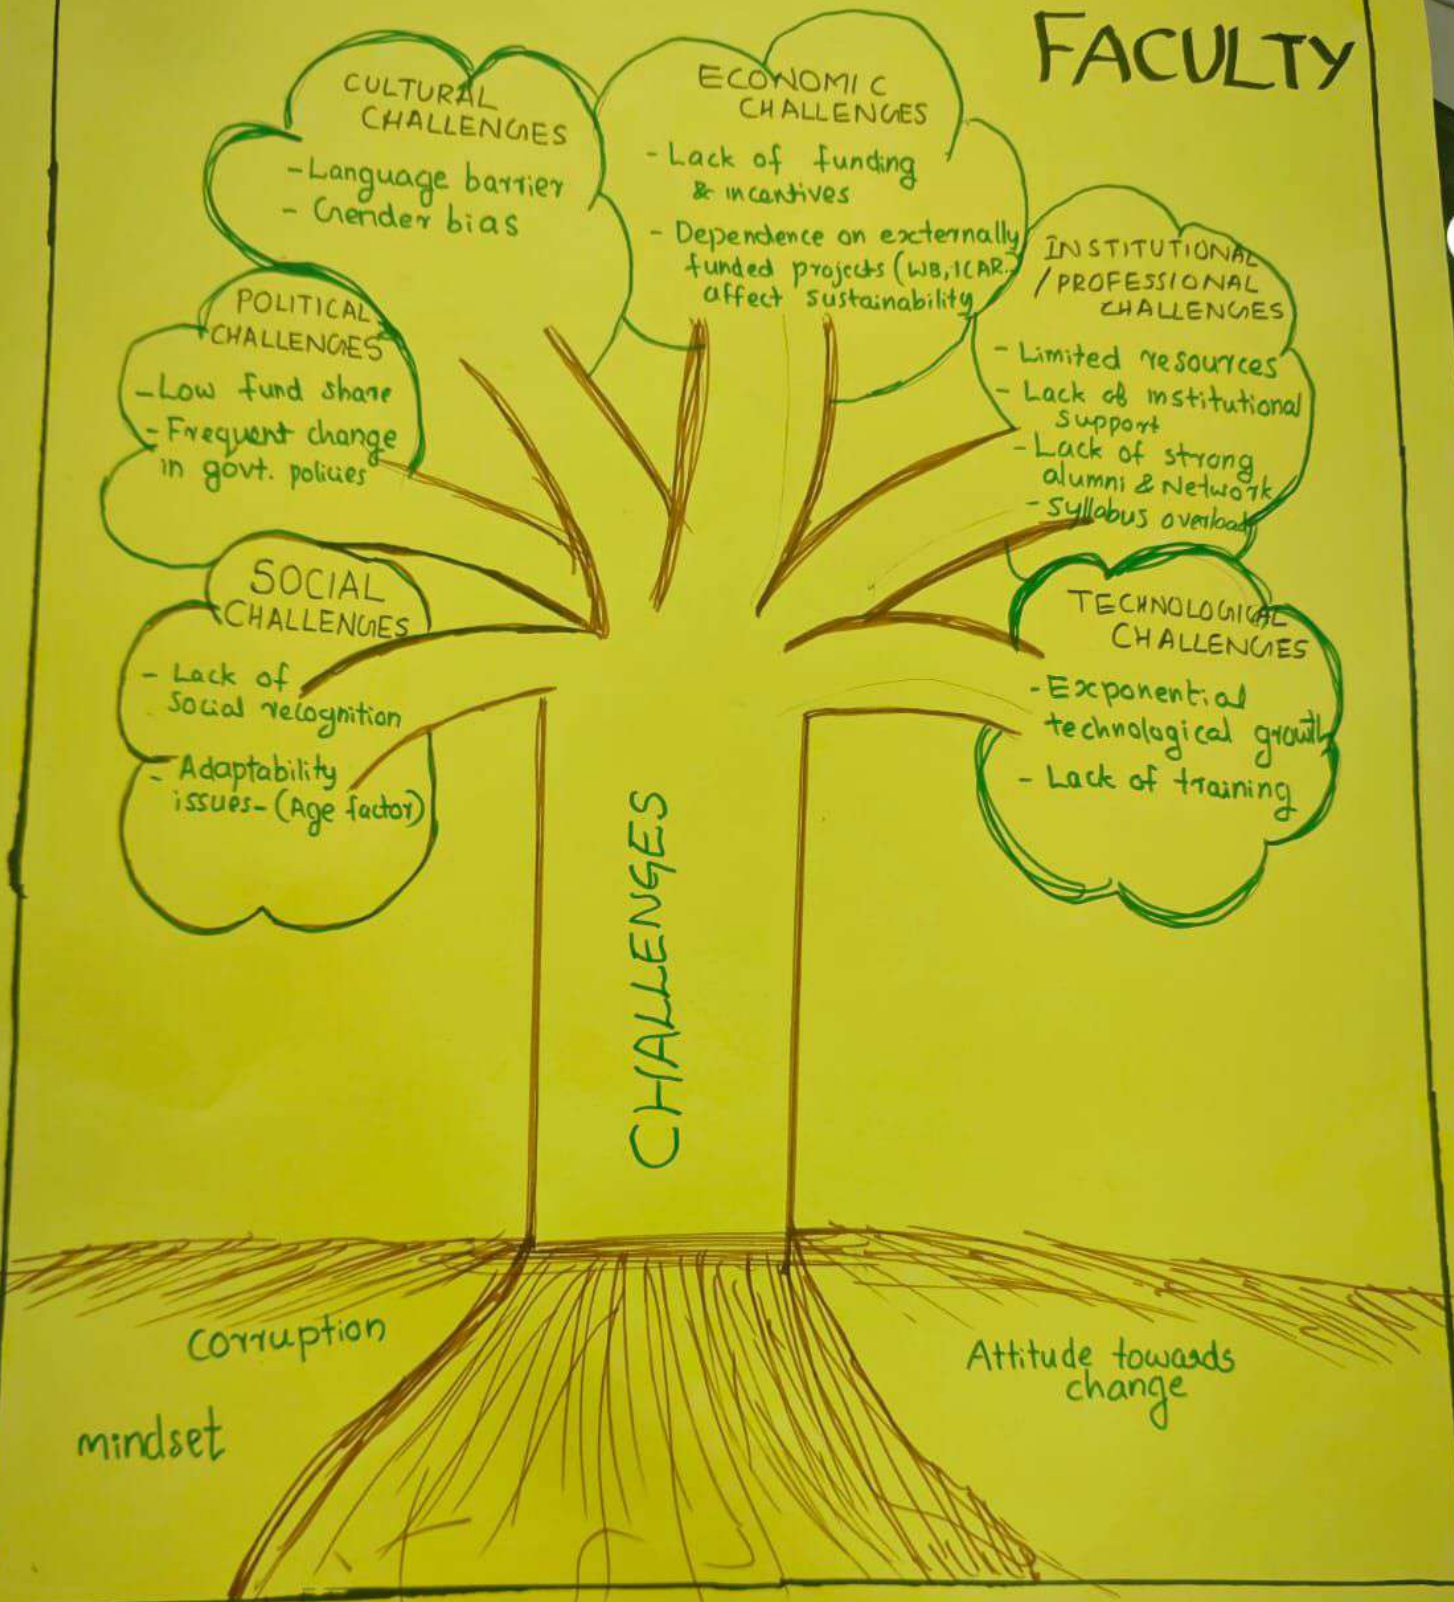 FACULTY
CULTURAL
CHALLENGES
- Language barrier
- Gender bias
ECONOMIC
CHALLENGES
- Lack of funding
& incentives
- Dependence on externally
funded projects (WB, ICAR..
affect sustainability
INSTITUTIONAL
/ PROFESSIONAL
CHALLENGES
- Limited resources
- Lack of institutional
support
- Lack of strong
alumni & Network
- Syllabus overload
POLITICAL
CHALLENGES
- Low fund share
- Frequent change
in govt. policies
SOCIAL
CHALLENGES
- Lack of
social recognition
- Adaptability
issues - (Age factor)
TECHNOLOGICAL
CHALLENGES
- Exponential
technological growth
- Lack of training
CHALLENGES
Corruption
mindset
Attitude towards
change